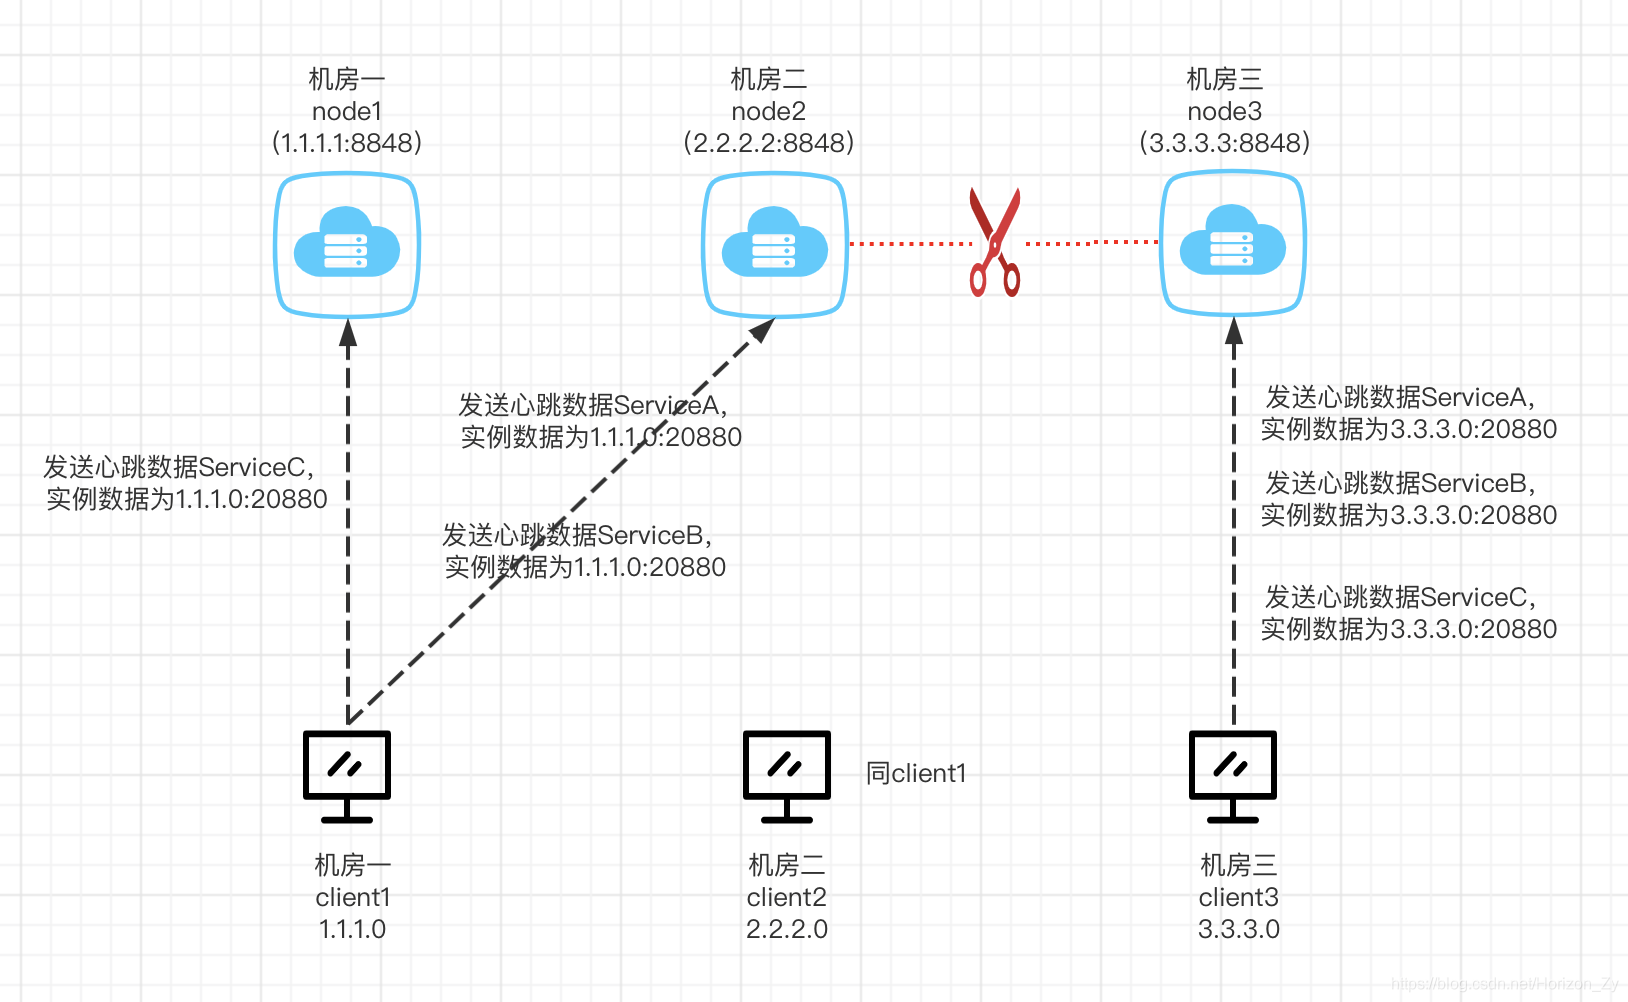 机房一
node1
(1.1.1.1:8848)
机房二
node2
(2.2.2.2:8848)
机房三
node3
(3.3.3.3:8848)
发送心跳数据ServiceC,
实例数据为1.1.1.0:20880
发送心跳数据ServiceA,
实例数据为1.1.1.0:20880
发送心跳数据ServiceB,
实例数据为1.1.1.0:20880
发送心跳数据ServiceA,
实例数据为3.3.3.0:20880
发送心跳数据ServiceB,
实例数据为3.3.3.0:20880
发送心跳数据ServiceC,
实例数据为3.3.3.0:20880
同client1
机房一
client1
1.1.1.0
机房二
client2
2.2.2.0
机房三
client3
3.3.3.0
https://blog.csdn.net/Horizon_Zy